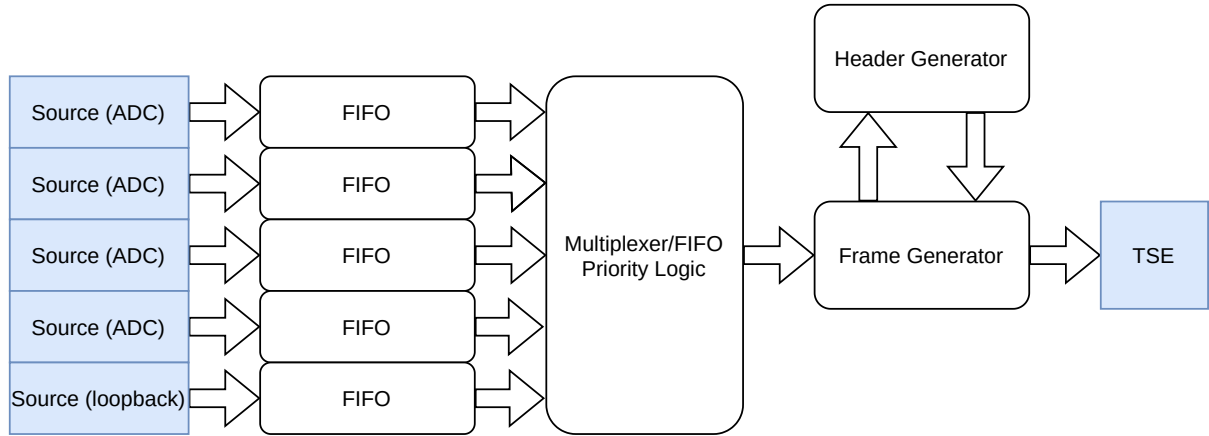 Header Generator
Source (ADC)
FIFO
Source (ADC)
FIFO
Source (ADC)
FIFO
Multiplexer/FIFO
Priority Logic
Frame Generator
TSE
Source (ADC)
FIFO
Source (loopback)
FIFO